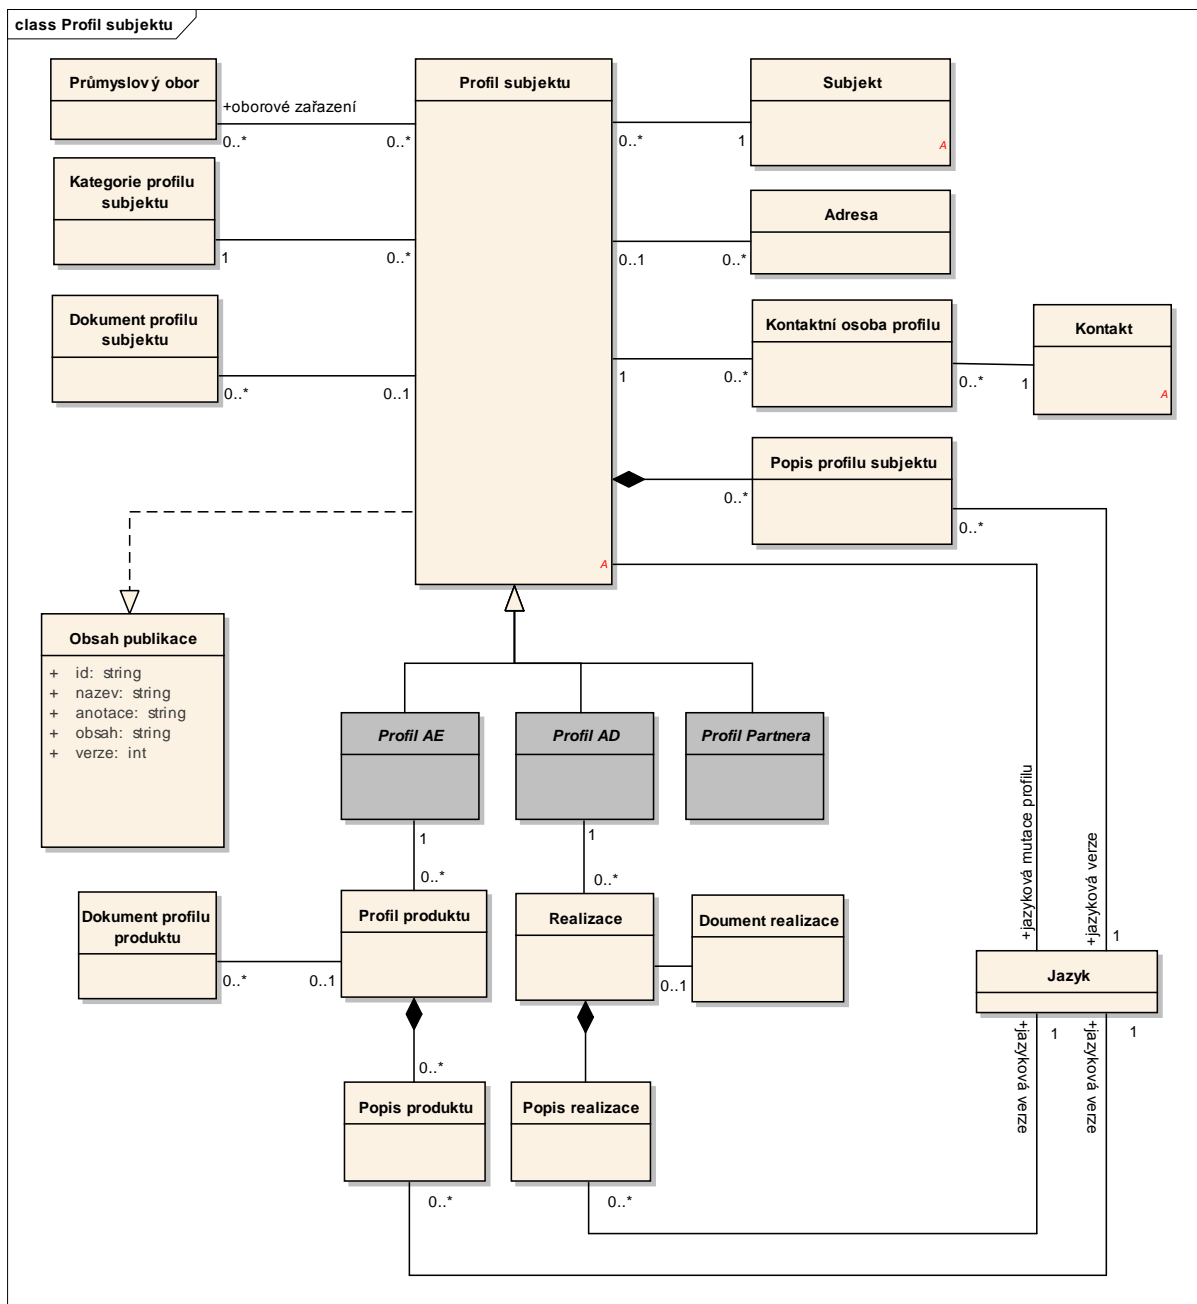 class Profil subjektu
Průmyslový obor
+oborové zařazení
0..*
0..*
Profil subjektu
A
Subjekt
A
0..*
1
Kategorie profilu
subjektu
1
0..*
Adresa
0..1
0..*
Dokument profilu
subjektu
0..*
0..1
Kontaktní osoba profilu
1
0..*
Kontakt
A
0..*
1
Popis profilu subjektu
0..*
0..*
Obsah publikace
+ id: string
+ nazev: string
+ anotace: string
+ obsah: string
+ verze: int
Profil AE
Profil AD
Profil Partnera
1
0..*
1
0..*
+jazyková mutace profilu
+jazyková verze
1
Dokument profilu
produktu
0..*
0..1
Profil produktu
Realizace
0..1
Doument realizace
Jazyk
+jazyková verze
1
+jazyková verze
1
0..*
Popis produktu
Popis realizace
0..*
0..*